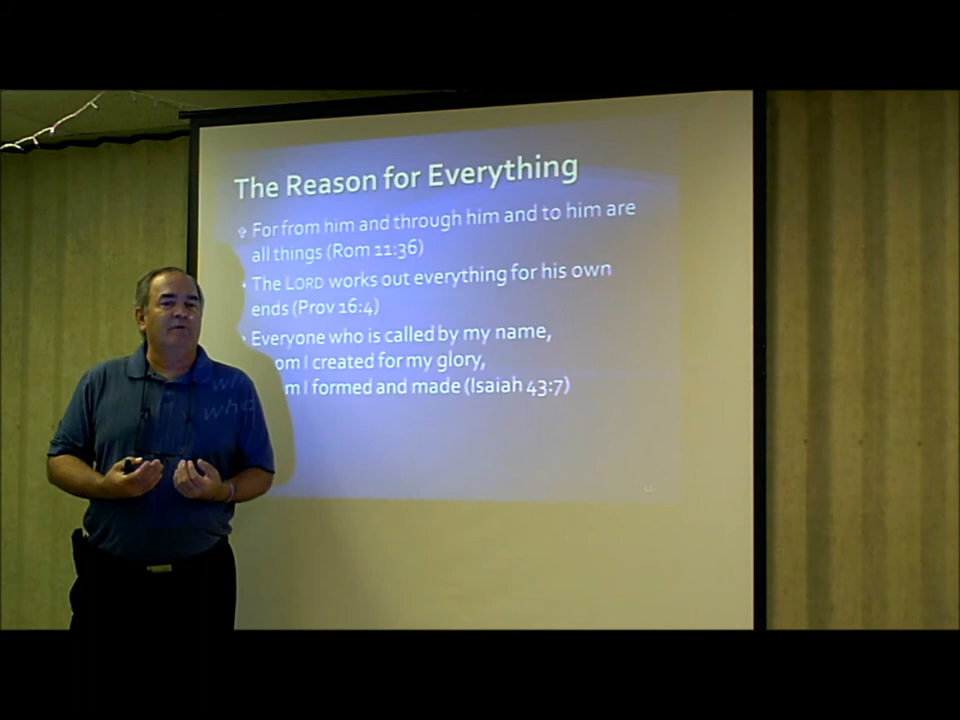 The Reason for Everything
For from him and through him and to him are
all things (Rom 11:36)
The LORD works out everything for his own
ends (Prov 16:4)
Everyone who is called by my name,
whom I created for my glory,
whom I formed and made (Isaiah 43:7)